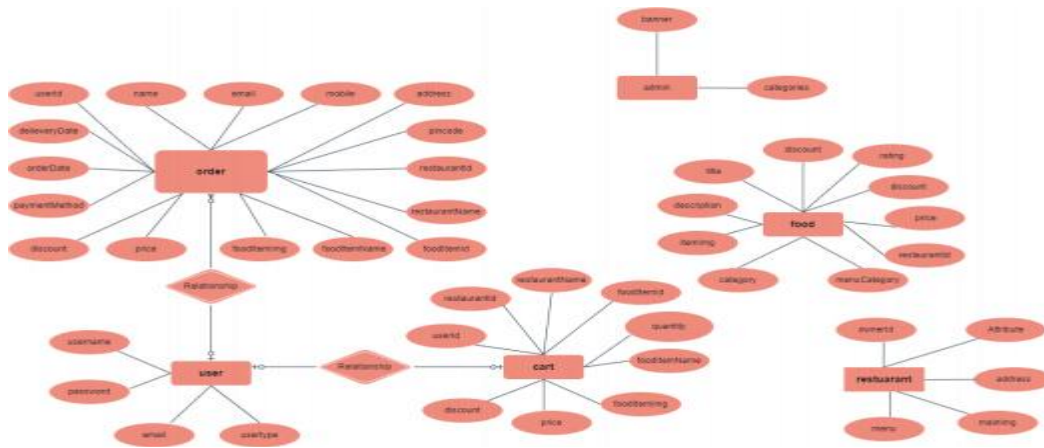 banner
admin
categories
userId
name
email
mobile
address
delieveryDate
pincode
orderDate
order
restaurantId
paymentMethod
restaurantName
discount
price
foodItemImg
foodItemName
foodItemId
Relationship
discount
rating
title
discount
description
food
price
itemImg
restaurantId
category
menuCategory
restaurantName
restaurantId
foodItemId
userId
quantity
username
user
Relationship
cart
foodItemName
password
discount
price
foodItemImg
email
usertype
ownerId
Attribute
restuarant
address
menu